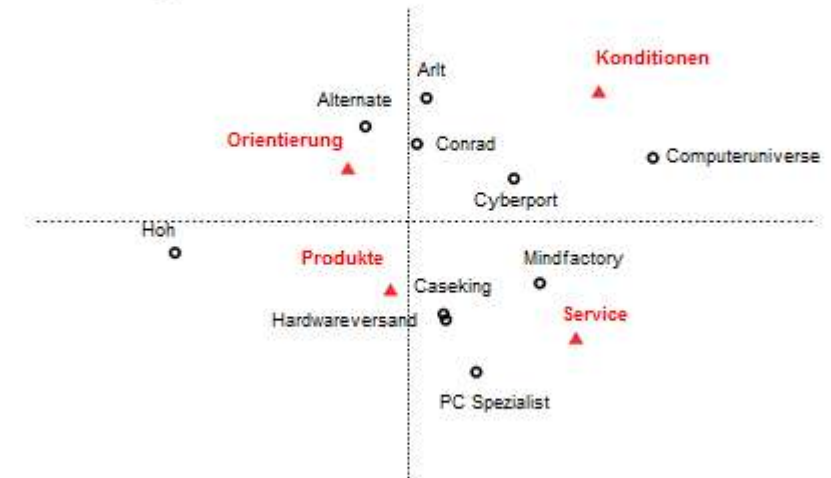 Konditionen
Arlt
Alternate
Orientierung
Conrad
Computeruniverse
Cyberport
Hoh
Produkte
Mindfactory
Caseking
Service
Hardwareversand
PC Spezialist